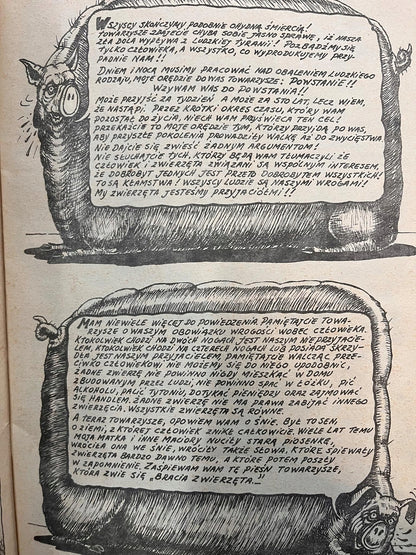 WSZYSCY SKOŃCZYMY PODOBNIE OHYDNĄ ŚMIERCIĄ!
TOWARZYSZE ZDAJECIE CHYBA SOBIE JASNO SPRAWĘ, IŻ NASZA
ZŁA DOLA WYPŁYWA Z LUDZKIEJ TYRANII! POZBĄDŹMY SIĘ
TYLKO CZŁOWIEKA, A WSZYSTKO, CO WYPRODUKUJEMY PRZY-
PADNIE NAM!!
DNIEM I NOCĄ MUSIMY PRACOWAĆ NAD OBALENIEM LUDZKIEGO
RODZAJU, MOJE ORĘDZIE DO WAS TOWARZYSZE: POWSTANIE!!
WZYWAM WAS DO POWSTANIA!!
MOŻE PRZYJŚĆ ZA TYDZIEŃ A MOŻE ZA STO LAT, LECZ WIEM,
ŻE NASTĄPI. PRZEZ KRÓTKI OKRES CZASU, KTÓRY WAM
POZOSTAŁ DO ŻYCIA, NIECH WAM PRZYŚWIECA TEN CEL!
PRZEKAŻCIE TO MOJE ORĘDZIE TYM, KTÓRZY PRZYJDĄ PO WAS,
ABY PRZYSZŁE POKOLENIA PROWADZIŁY WALKĘ AŻ DO ZWYCIĘSTWA
NIE DAJCIE SIĘ ZWIEŚĆ ŻADNYM ARGUMENTOM!
NIE SŁUCHAJCIE TYCH, KTÓRZY BĘDĄ WAM TŁUMACZYLI ŻE
CZŁOWIEK I ZWIERZĘTA ZWIĄZANI SĄ WSPÓLNYM INTERESEM,
ŻE DOBROBYT JEDNYCH JEST PRZETO DOBROBYTEM WSZYSTKICH!
TO SĄ KŁAMSTWA! WSZYSCY LUDZIE SĄ NASZYMI WROGAMI!
MY ZWIERZĘTA JESTEŚMY PRZYJACIÓŁMI!!
MAM NIEWIELE WIĘCEJ DO POWIEDZENIA. PAMIĘTAJCIE TOWA-
RZYSZE O WASZYM OBOWIĄZKU WROGOŚCI WOBEC CZŁOWIEKA.
KTOKOLWIEK CHODZI NA DWÓCH NOGACH JEST NASZYM NIEPRZYJACIE-
LEM, KTOKOLWIEK CHODZI NA CZTERECH NOGACH LUB POSIADA SKRZY-
DŁA JEST NASZYM PRZYJACIELEM, PAMIĘTAJCIE WALCZĄC PRZE-
CIWKO CZŁOWIEKOWI NIE MOŻEMY SIĘ DO NIEGO UPODOBNIĆ,
ŻADNE ZWIERZĘ NIE POWINNO NIGDY MIESZKAĆ W DOMU
ZBUDOWANYM PRZEZ LUDZI, NIE POWINNO SPAĆ W ŁÓŻKU, PIĆ
ALKOHOLU, PALIĆ TYTONIU, DOTYKAĆ PIENIĘDZY ORAZ ZAJMOWAĆ
SIĘ HANDLEM. ŻADNE ZWIERZĘ NIE MA PRAWA ZABIJAĆ INNEGO
ZWIERZĘCIA. WSZYSTKIE ZWIERZĘTA SĄ RÓWNE.
A TERAZ TOWARZYSZE, OPOWIEM WAM O ŚNIE. BYŁ TO SEN,
O ZIEMI, Z KTÓREJ CZŁOWIEK ZNIKŁ CAŁKOWICIE. WIELE LAT TEMU
MOJA MATKA I INNE MACIORY NUCIŁY STARĄ PIOSENKĘ,
WRÓCIŁA ONA WE ŚNIE, WRÓCIŁY TAKŻE SŁOWA, KTÓRE ŚPIEWAŁY
ZWIERZĘTA BARDZO DAWNO TEMU, A KTÓRE POTEM POSZŁY
W ZAPOMNIENIE. ZAŚPIEWAM WAM TĘ PIEŚŃ TOWARZYSZE,
KTÓRA ZWIE SIĘ „BRACIA ZWIERZĘTA..."